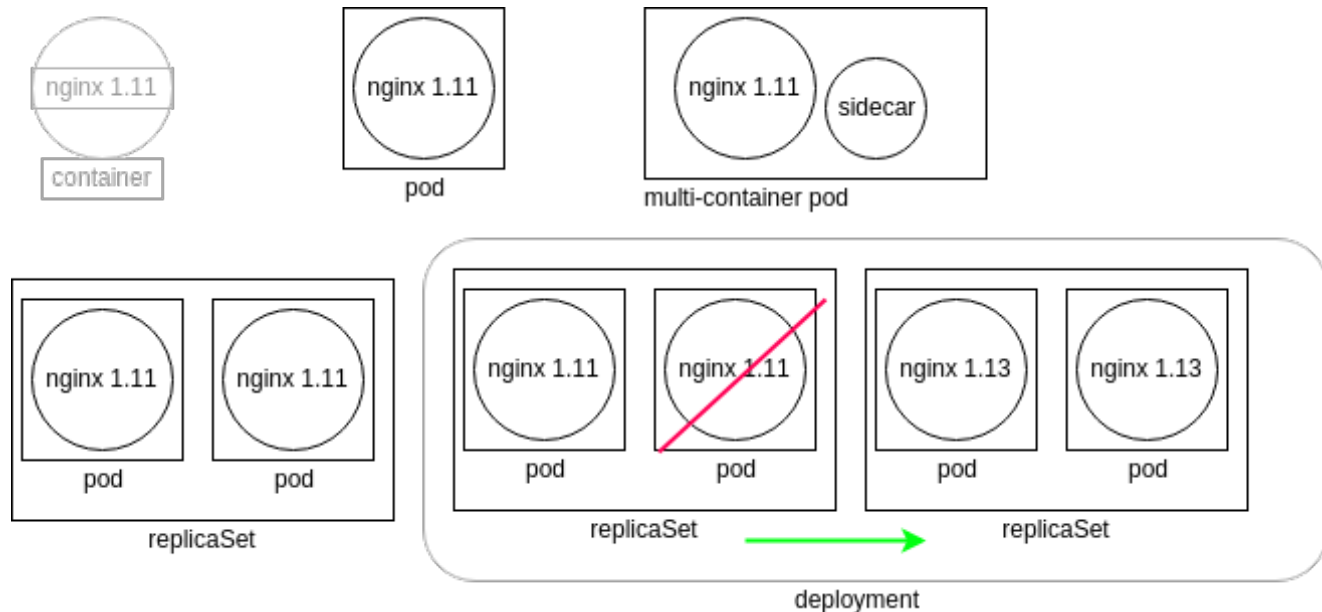 nginx 1.11
container
nginx 1.11
pod
nginx 1.11
sidecar
multi-container pod
nginx 1.11
nginx 1.11
pod
pod
replicaSet
nginx 1.11
nginx 1.11
pod
pod
replicaSet
nginx 1.13
nginx 1.13
pod
pod
replicaSet
deployment